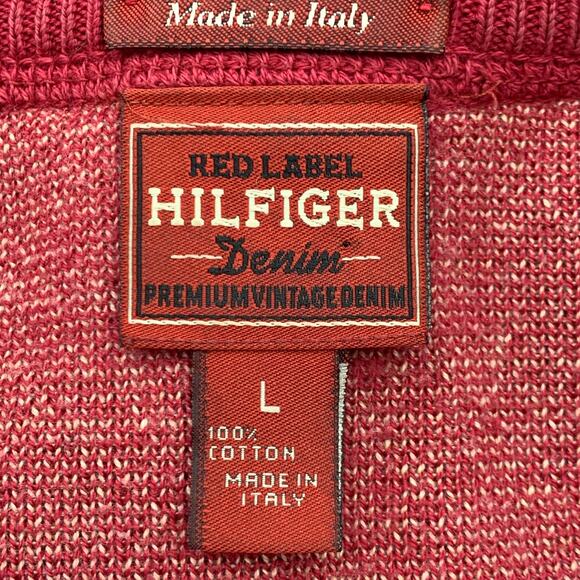 Made in Italy
RED LABEL
HILFIGER
Denim
PREMIUM VINTAGE DENIM
L
100%
COTTON
MADE IN
ITALY